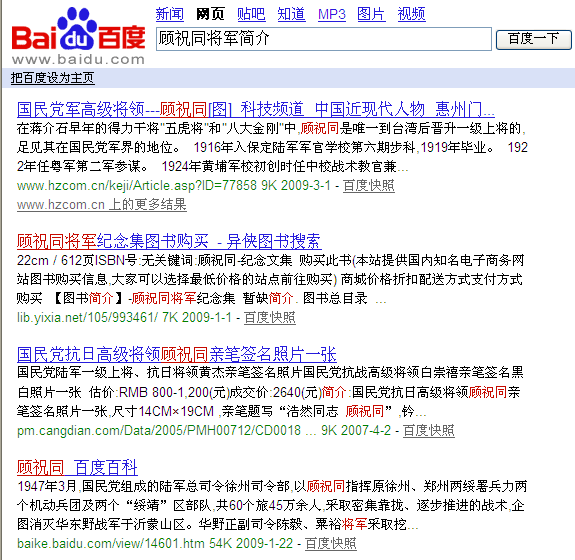 新闻 网页 贴吧 知道 MP3 图片 视频
Bai du 百度
www.baidu.com
顾祝同将军简介 百度一下
把百度设为主页
国民党军高级将领---顾祝同[图] 科技频道 中国近现代人物 惠州门...
在蒋介石早年的得力干将"五虎将"和"八大金刚"中,顾祝同是唯一到台湾后晋升一级上将的,
足见其在国民党军界的地位。 1916年入保定陆军军官学校第六期步科,1919年毕业。 192
2年任粤军第二军参谋。 1924年黄埔军校初创时任中校战术教官兼...
www.hzcom.cn/keji/Article.asp?ID=77858 9K 2009-3-1 - 百度快照
www.hzcom.cn 上的更多结果
顾祝同将军纪念集图书购买 - 异侠图书搜索
22cm / 612页ISBN号:无关键词:顾祝同-纪念文集 购买此书(本站提供国内知名电子商务网
站图书购买信息,大家可以选择最低价格的站点前往购买) 商城价格折扣配送方式支付方式
购买 【图书简介】-顾祝同将军纪念集 暂缺简介. 图书总目录 ...
lib.yixia.net/105/993461/ 7K 2009-1-1 - 百度快照
国民党抗日高级将领顾祝同亲笔签名照片一张
国民党陆军一级上将、抗日将领黄杰亲笔签名照片国民党抗战高级将领白崇禧亲笔签名黑
白照片一张 估价:RMB 800-1,200(元)成交价:2640(元)简介:国民党抗日高级将领顾祝同亲
笔签名照片一张,尺寸14CM×19CM ,亲笔题写“浩然同志 顾祝同”,钤...
pm.cangdian.com/Data/2005/PMH00712/CD0018 ... 9K 2007-4-2 - 百度快照
顾祝同 百度百科
1947年3月,国民党组成的陆军总司令徐州司令部,以顾祝同指挥原徐州、郑州两绥署兵力两
个机动兵团及两个“绥靖”区部队,共60个旅45万余人,采取密集靠拢、逐步推进的战术,企
图消灭华东野战军于沂蒙山区。华野正副司令陈毅、粟裕将军采取挖...
baike.baidu.com/view/14601.htm 54K 2009-1-22 - 百度快照